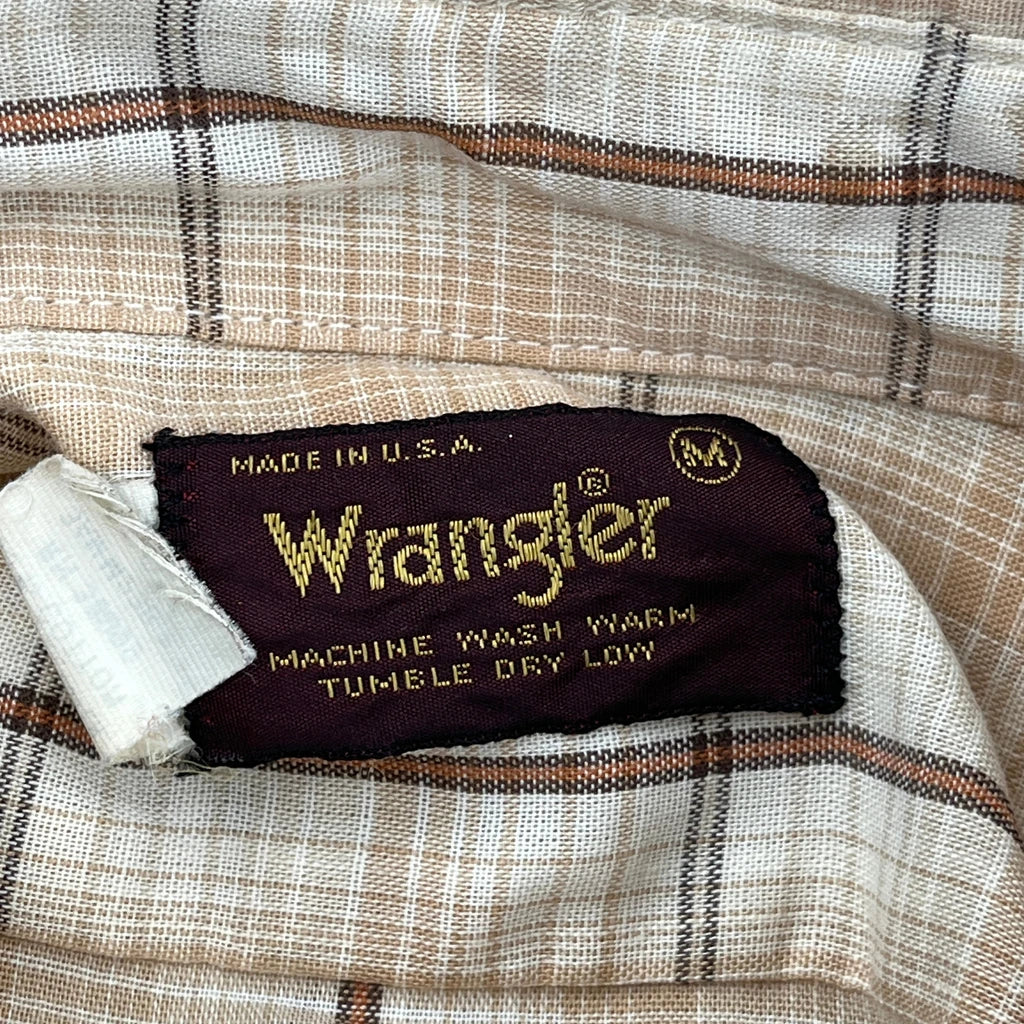 MADE IN U.S.A.
M
Wrangler®
MACHINE WASH WARM
TUMBLE DRY LOW